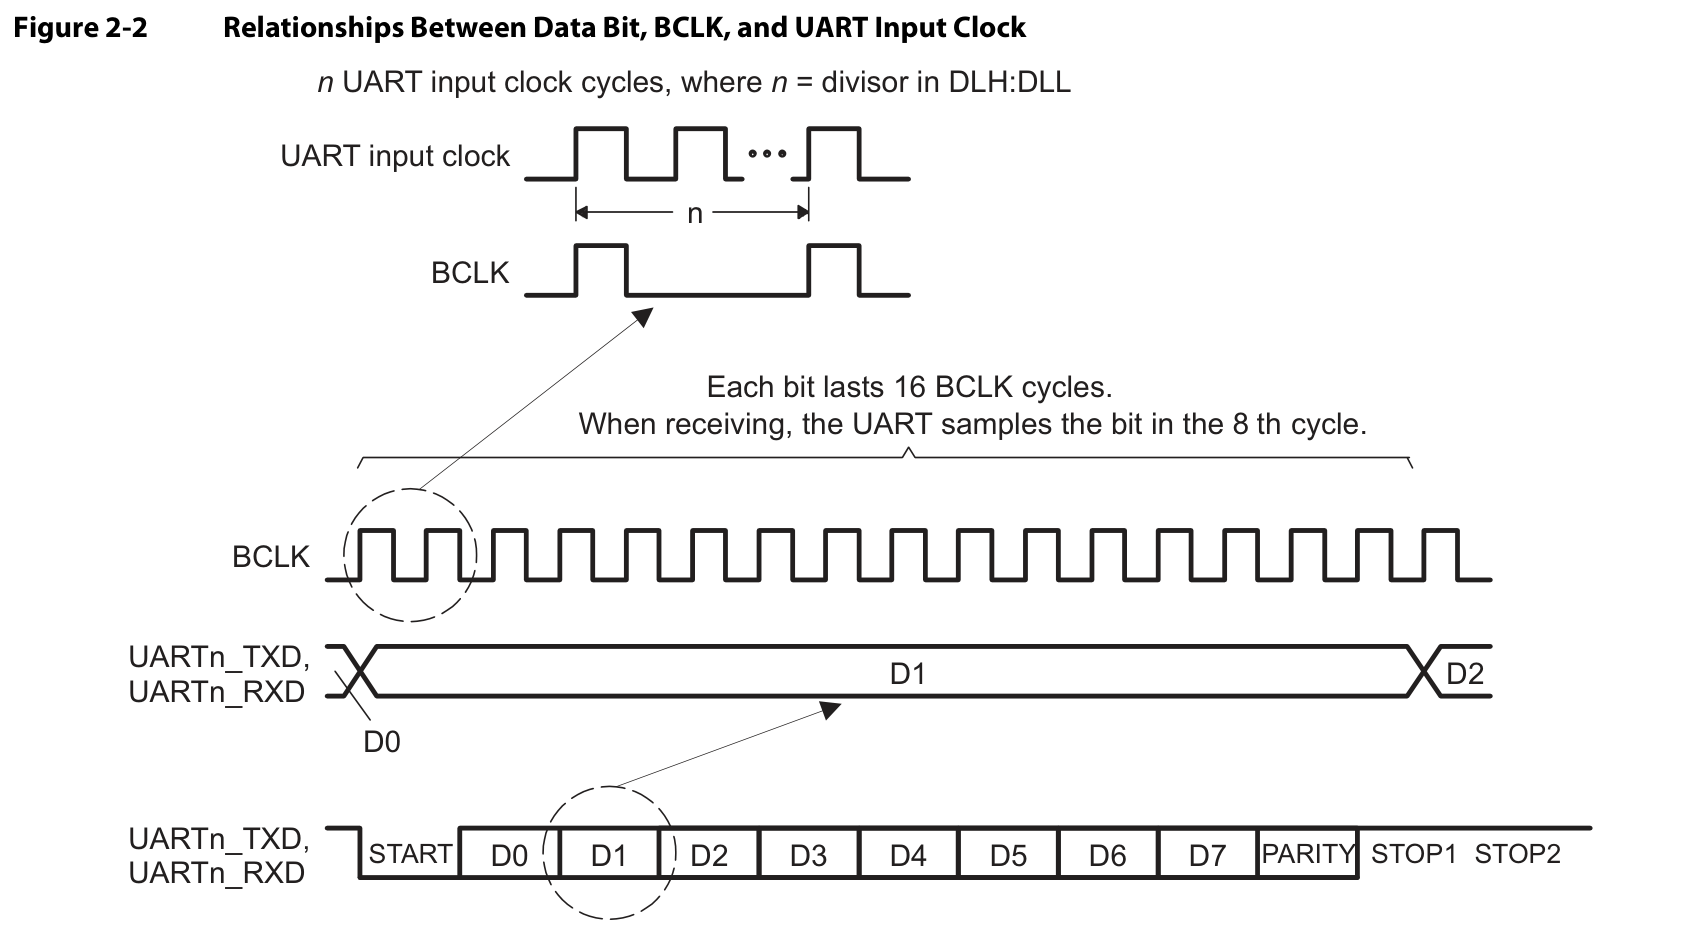 Figure 2-2 Relationships Between Data Bit, BCLK, and UART Input Clock
n UART input clock cycles, where n = divisor in DLH:DLL
UART input clock
n
BCLK
Each bit lasts 16 BCLK cycles.
When receiving, the UART samples the bit in the 8 th cycle.
BCLK
UARTn_TXD,
UARTn_RXD
D1
D2
D0
UARTn_TXD,
UARTn_RXD
START D0 D1 D2 D3 D4 D5 D6 D7 PARITY STOP1 STOP2